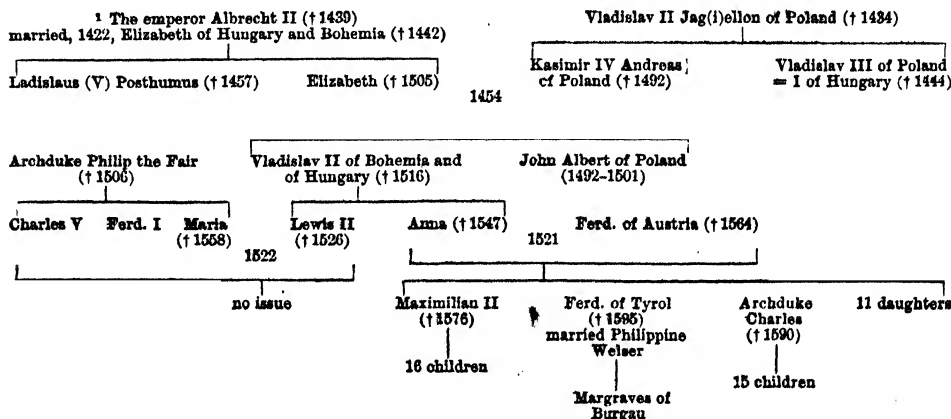 ¹ The emperor Albrecht II († 1439)
married, 1422, Elizabeth of Hungary and Bohemia († 1442)
Vladislav II Jag(i)ellon of Poland († 1434)
Ladislaus (V) Posthumus († 1457)
Elizabeth († 1505)
1454
Kasimir IV Andreas
of Poland († 1492)
Vladislav III of Poland
= I of Hungary († 1444)
Archduke Philip the Fair
(† 1506)
Vladislav II of Bohemia and
of Hungary († 1516)
John Albert of Poland
(1492-1501)
Charles V
Ferd. I
Maria
(† 1558)
1522
Lewis II
(† 1526)
Anna († 1547)
1521
Ferd. of Austria († 1564)
no issue
Maximilian II
(† 1576)
16 children
Ferd. of Tyrol
(† 1595)
married Philippine
Welser
Margraves of
Burgau
Archduke
Charles
(† 1590)
15 children
11 daughters